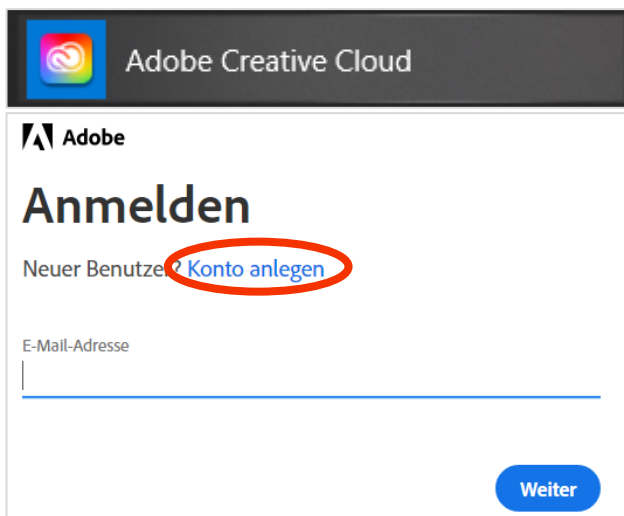 Adobe Creative Cloud
Adobe
Anmelden
Neuer Benutzer? Konto anlegen
E-Mail-Adresse
Weiter